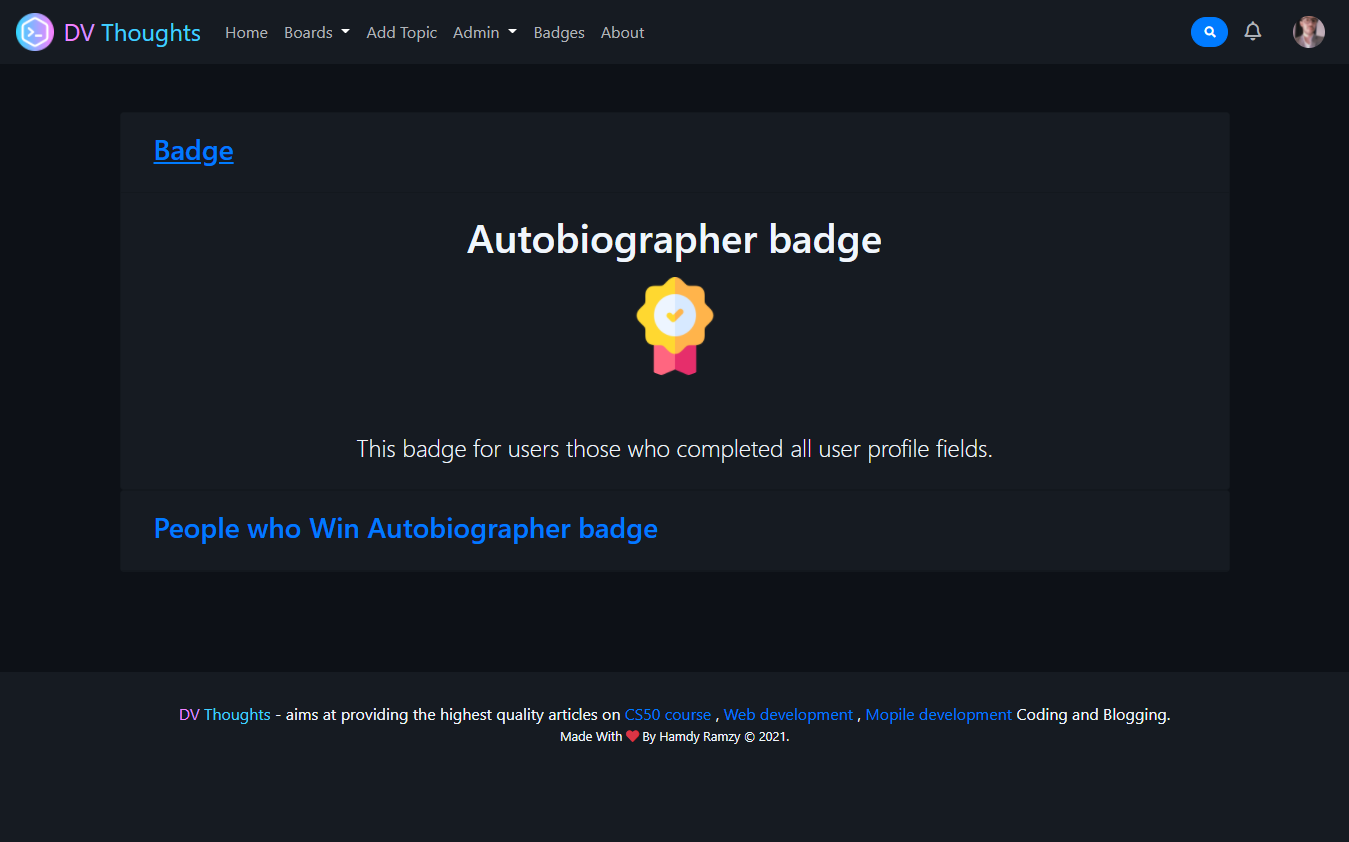 DV Thoughts Home Boards Add Topic Admin Badges About
Badge
Autobiographer badge
This badge for users those who completed all user profile fields.
People who Win Autobiographer badge
DV Thoughts - aims at providing the highest quality articles on CS50 course , Web development , Mopile development Coding and Blogging.
Made With ❤ By Hamdy Ramzy © 2021.